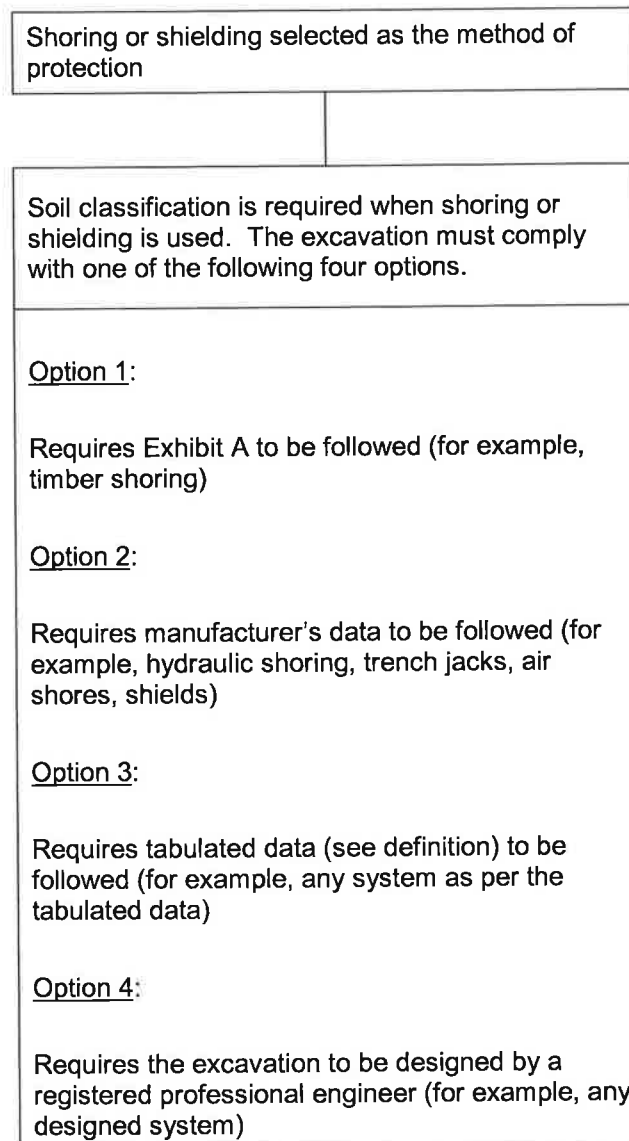 Shoring or shielding selected as the method of
protection
Soil classification is required when shoring or
shielding is used.  The excavation must comply
with one of the following four options.
Option 1:
Requires Exhibit A to be followed (for example,
timber shoring)
Option 2:
Requires manufacturer's data to be followed (for
example, hydraulic shoring, trench jacks, air
shores, shields)
Option 3:
Requires tabulated data (see definition) to be
followed (for example, any system as per the
tabulated data)
Option 4:
Requires the excavation to be designed by a
registered professional engineer (for example, any
designed system)